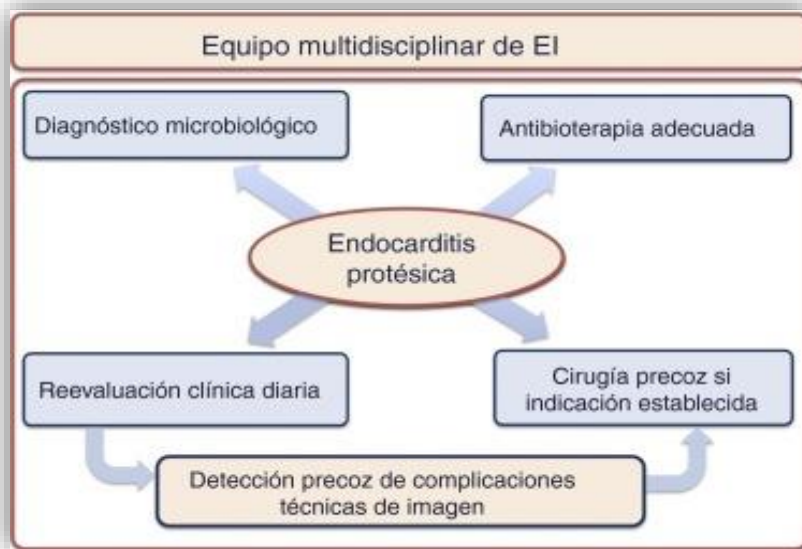 Equipo multidisciplinar de EI
Diagnóstico microbiológico
Antibioterapia adecuada
Endocarditis
protésica
Reevaluación clínica diaria
Cirugía precoz si
indicación establecida
Detección precoz de complicaciones
técnicas de imagen